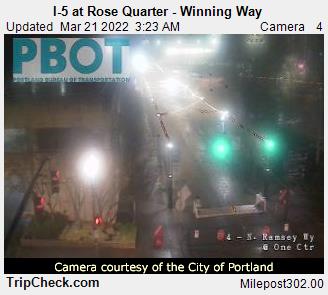 I-5 at Rose Quarter - Winning Way
Updated Mar 21 2022 3:23 AM Camera 4
PBOT
PORTLAND BUREAU OF TRANSPORTATION
4 - N. Ramsey Wy
@ One Ctr
Camera courtesy of the City of Portland
TripCheck.com Milepost302.00